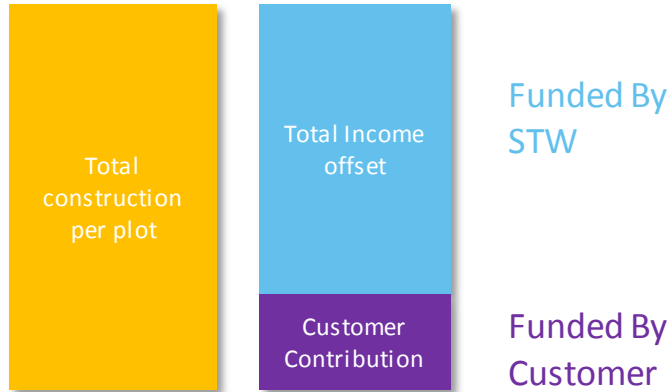 Total
construction
per plot
Total Income
offset
Customer
Contribution
Funded By
STW
Funded By
Customer